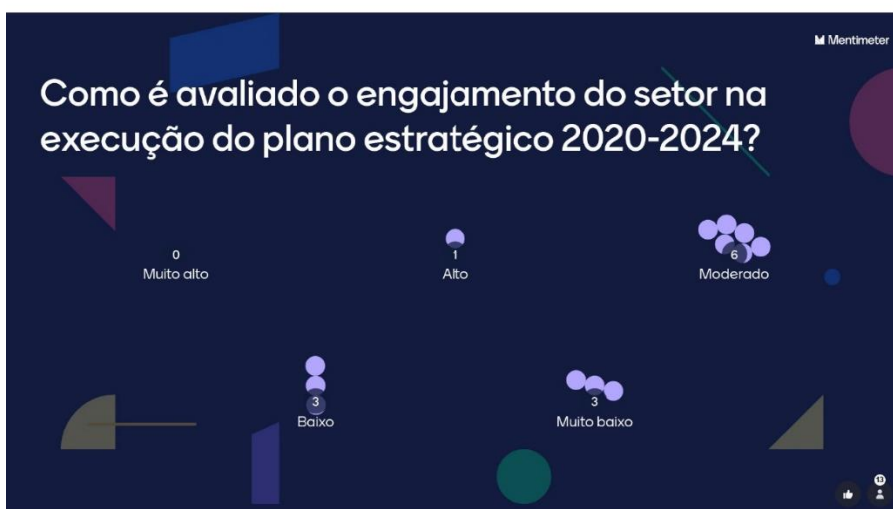 Mentimeter
Como é avaliado o engajamento do setor na
execução do plano estratégico 2020-2024?
0
Muito alto
1
Alto
6
Moderado
3
Baixo
3
Muito baixo
13